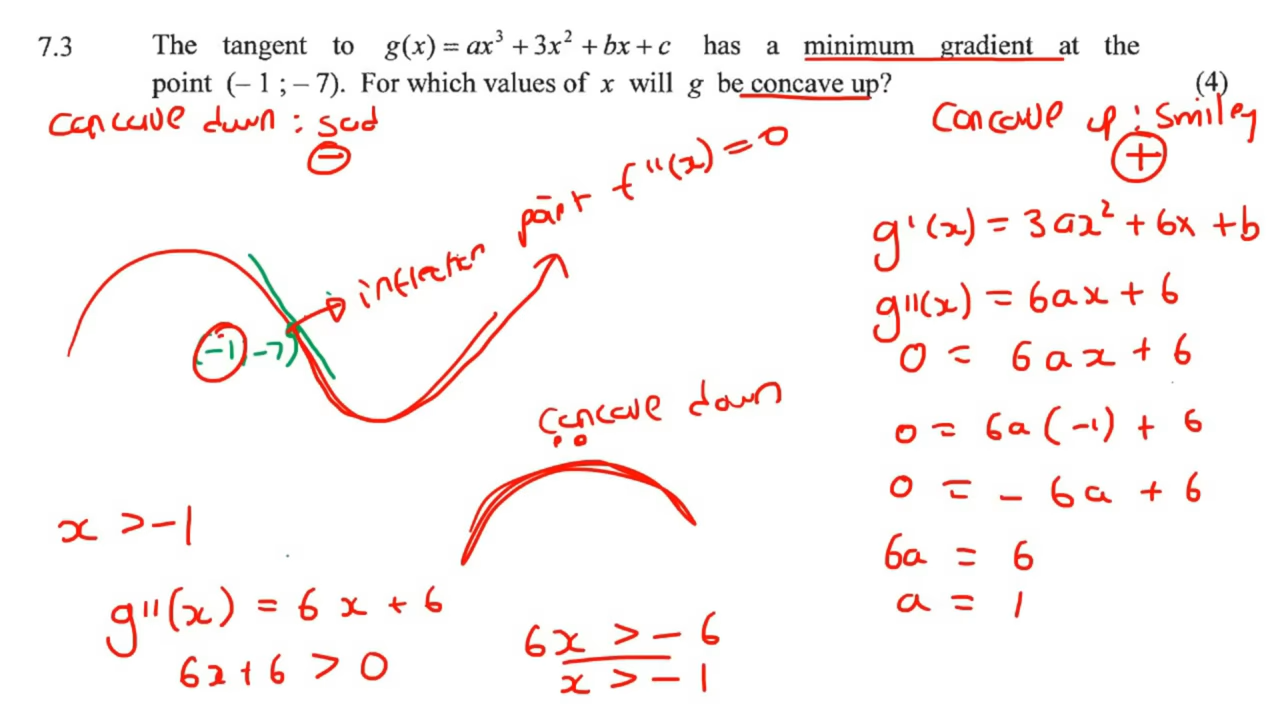 7.3 The tangent to g(x) = ax³ + 3x² + bx + c has a minimum gradient at the
point (– 1 ; – 7). For which values of x will g be concave up? (4)
concave down : sad
–
concave up : smiley
+
point f''(x) = 0
inflection
(-1, -7)
g'(x) = 3ax² + 6x + b
g''(x) = 6ax + 6
0 = 6ax + 6
0 = 6a(-1) + 6
0 = - 6a + 6
6a = 6
a = 1
concave down
x > -1
g''(x) = 6x + 6
6x + 6 > 0
6x > - 6
x > - 1